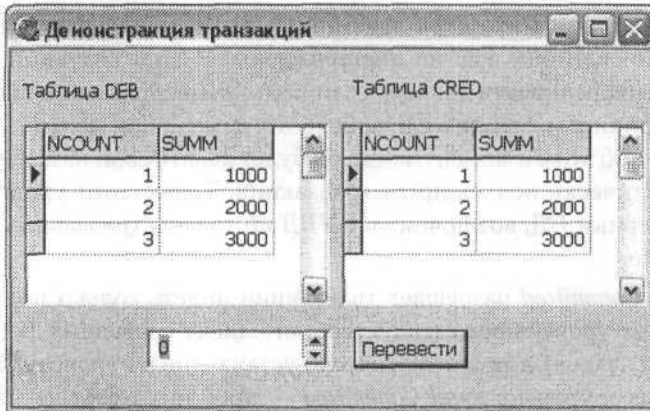 Демонстракция транзакций
Таблица DEB
Таблица CRED
NCOUNT SUMM
1 1000
2 2000
3 3000
NCOUNT SUMM
1 1000
2 2000
3 3000
0
Перевести